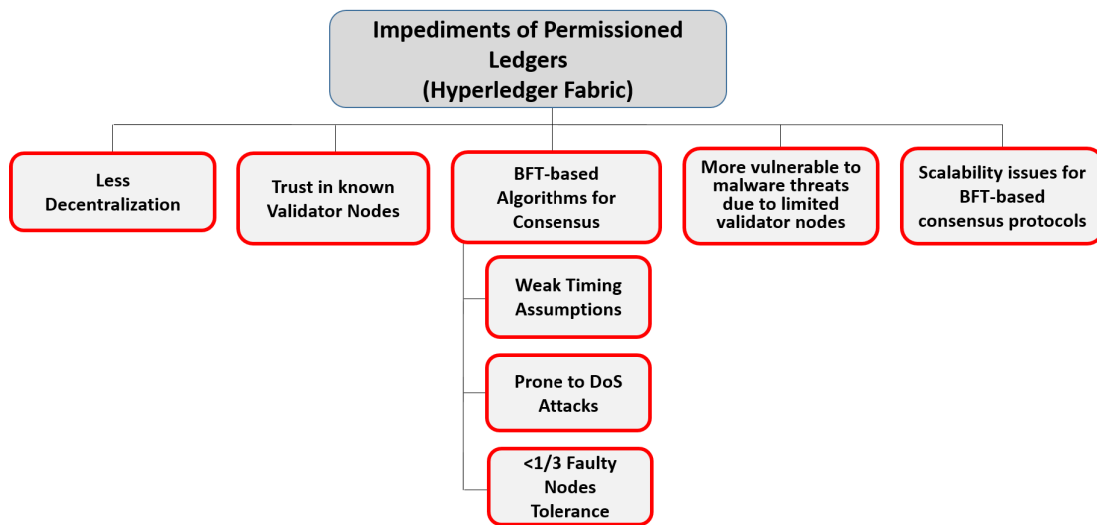 Impediments of Permissioned
Ledgers
(Hyperledger Fabric)
Less
Decentralization
Trust in known
Validator Nodes
BFT-based
Algorithms for
Consensus
More vulnerable to
malware threats
due to limited
validator nodes
Scalability issues for
BFT-based
consensus protocols
Weak Timing
Assumptions
Prone to DoS
Attacks
<1/3 Faulty
Nodes
Tolerance